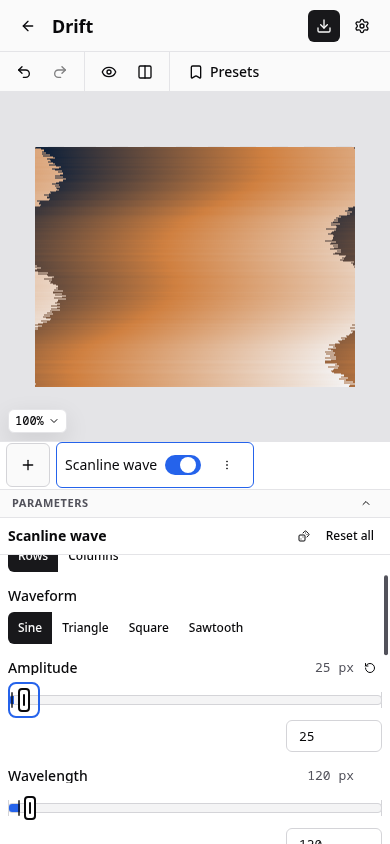 Drift
Presets
100%
Scanline wave
PARAMETERS
Scanline wave
Reset all
Rows Columns
Waveform
Sine Triangle Square Sawtooth
Amplitude 25 px
25
Wavelength 120 px
120